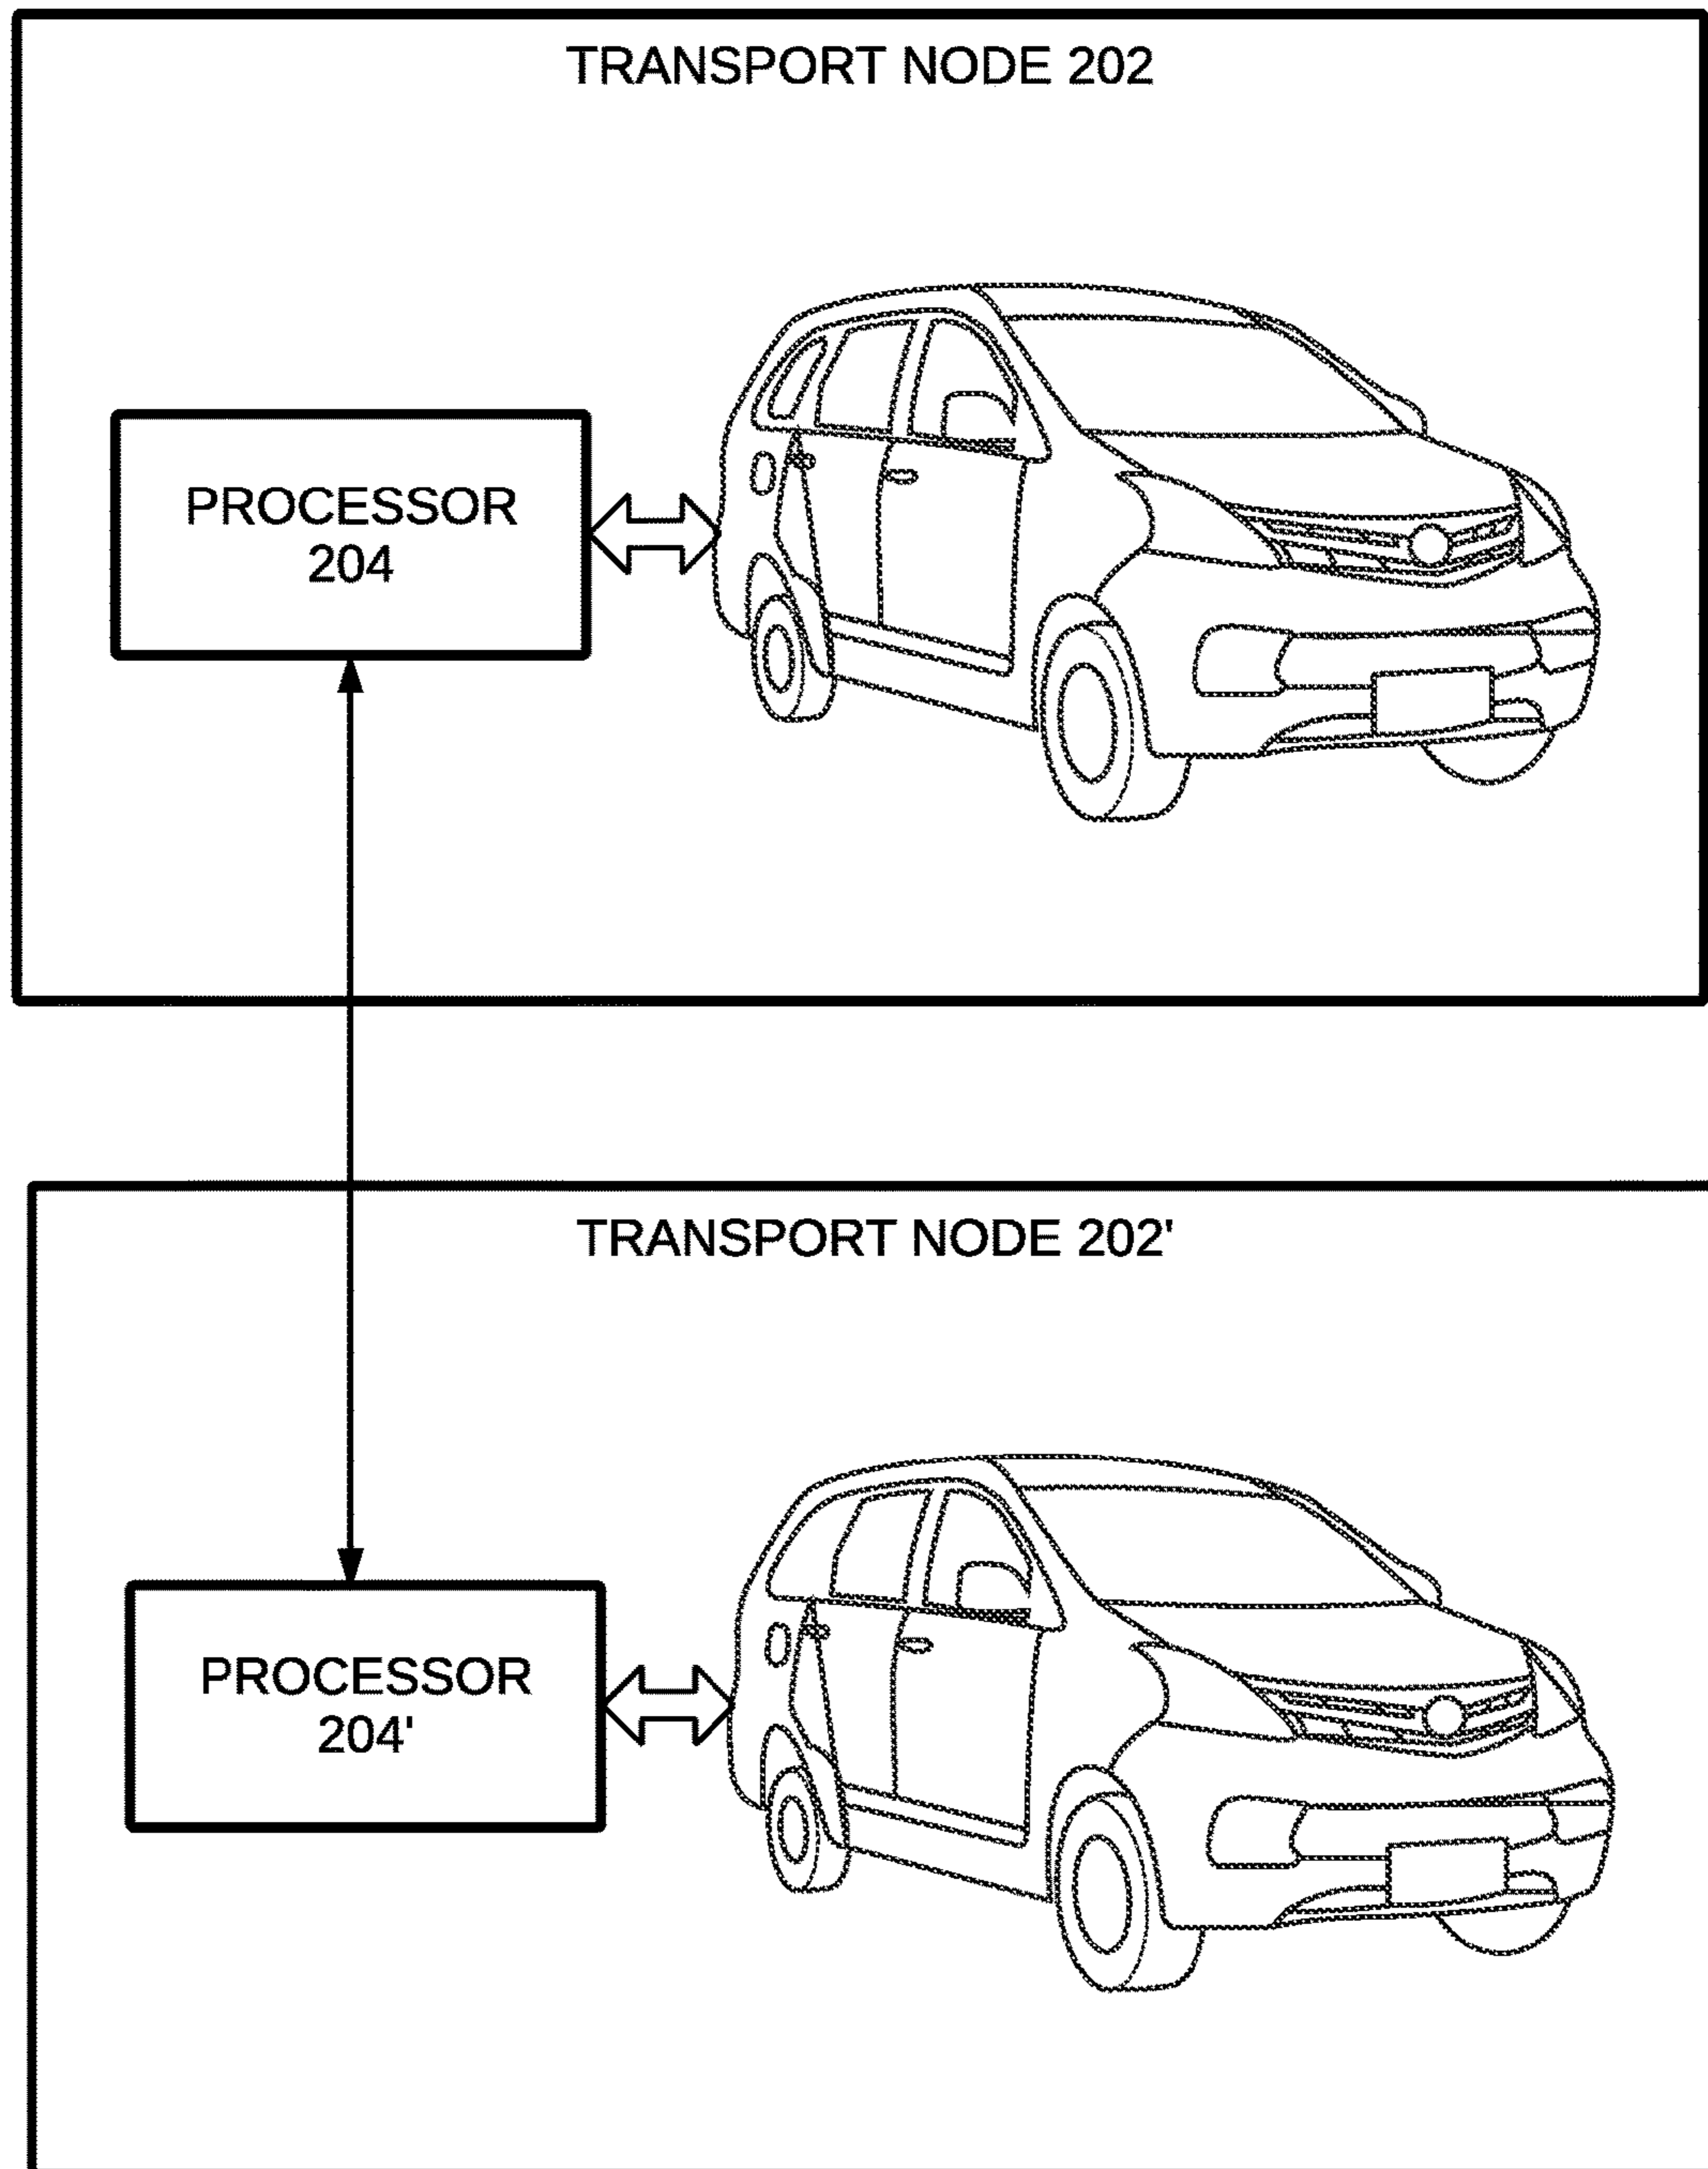 TRANSPORT NODE 202
PROCESSOR
204
TRANSPORT NODE 202'
PROCESSOR
204'